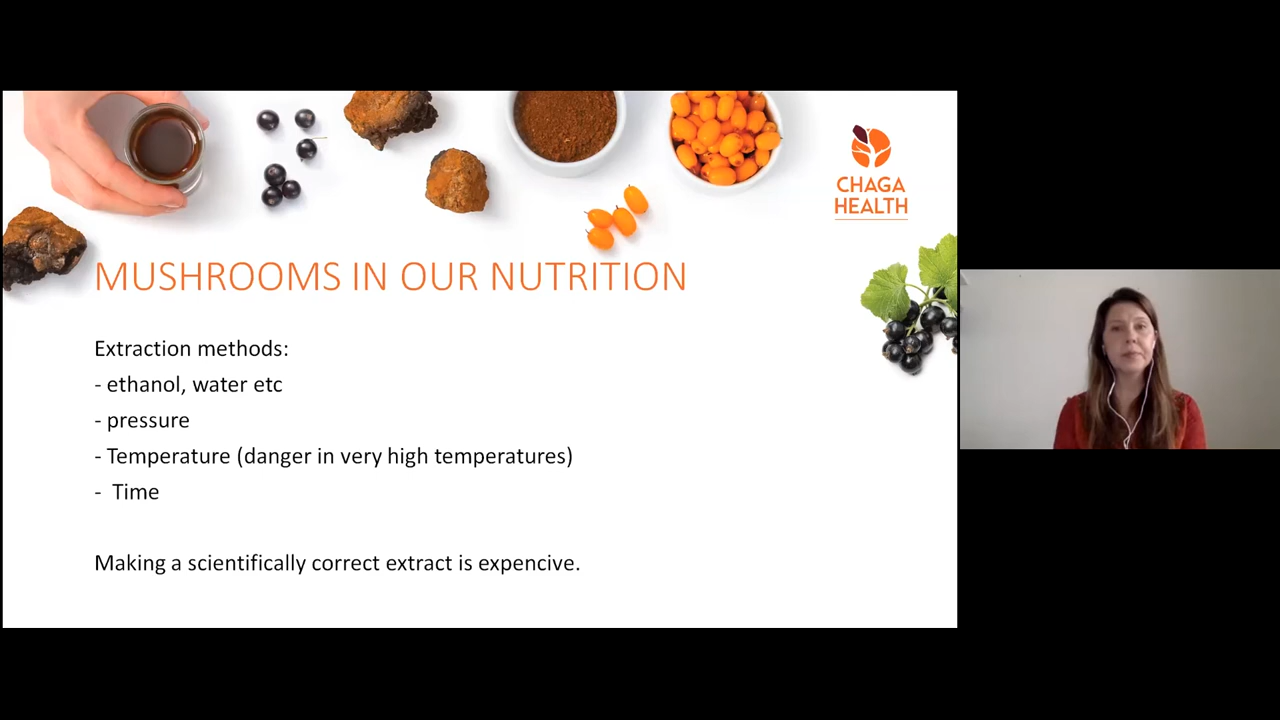 CHAGA
HEALTH
MUSHROOMS IN OUR NUTRITION
Extraction methods:
- ethanol, water etc
- pressure
- Temperature (danger in very high temperatures)
- Time
Making a scientifically correct extract is expencive.